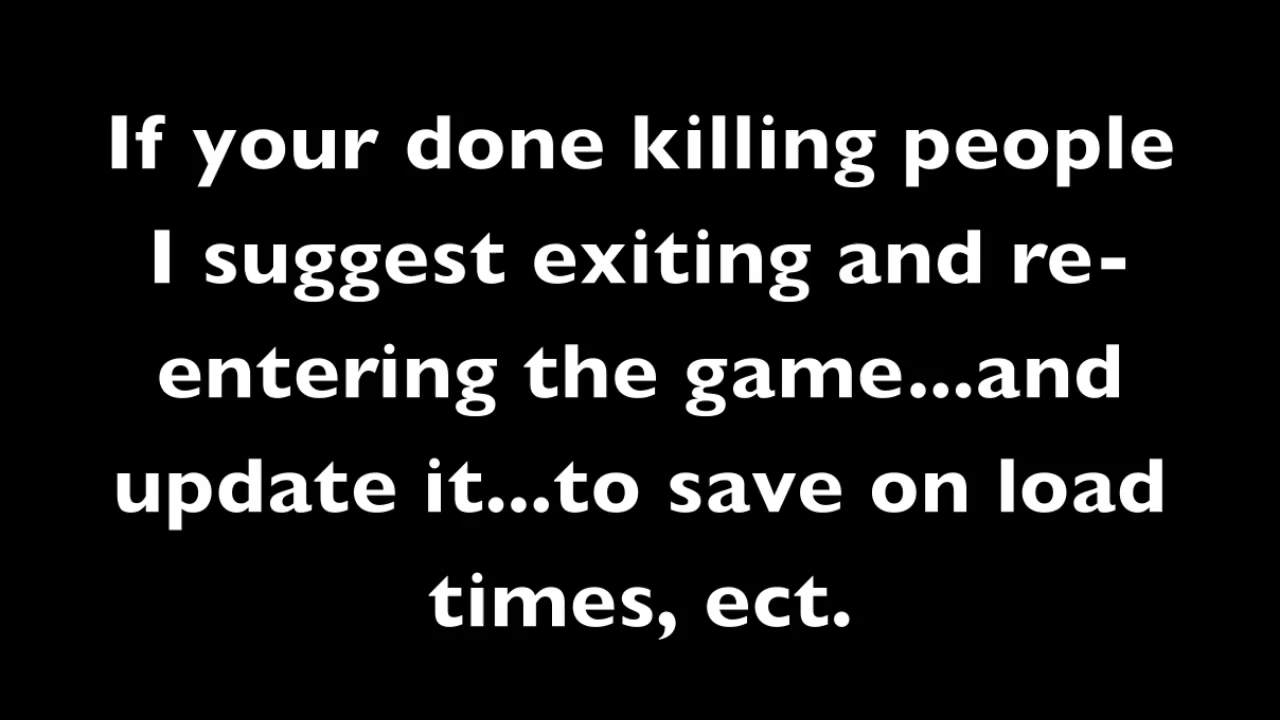 If your done killing people
I suggest exiting and re-
entering the game...and
update it...to save on load
times, ect.